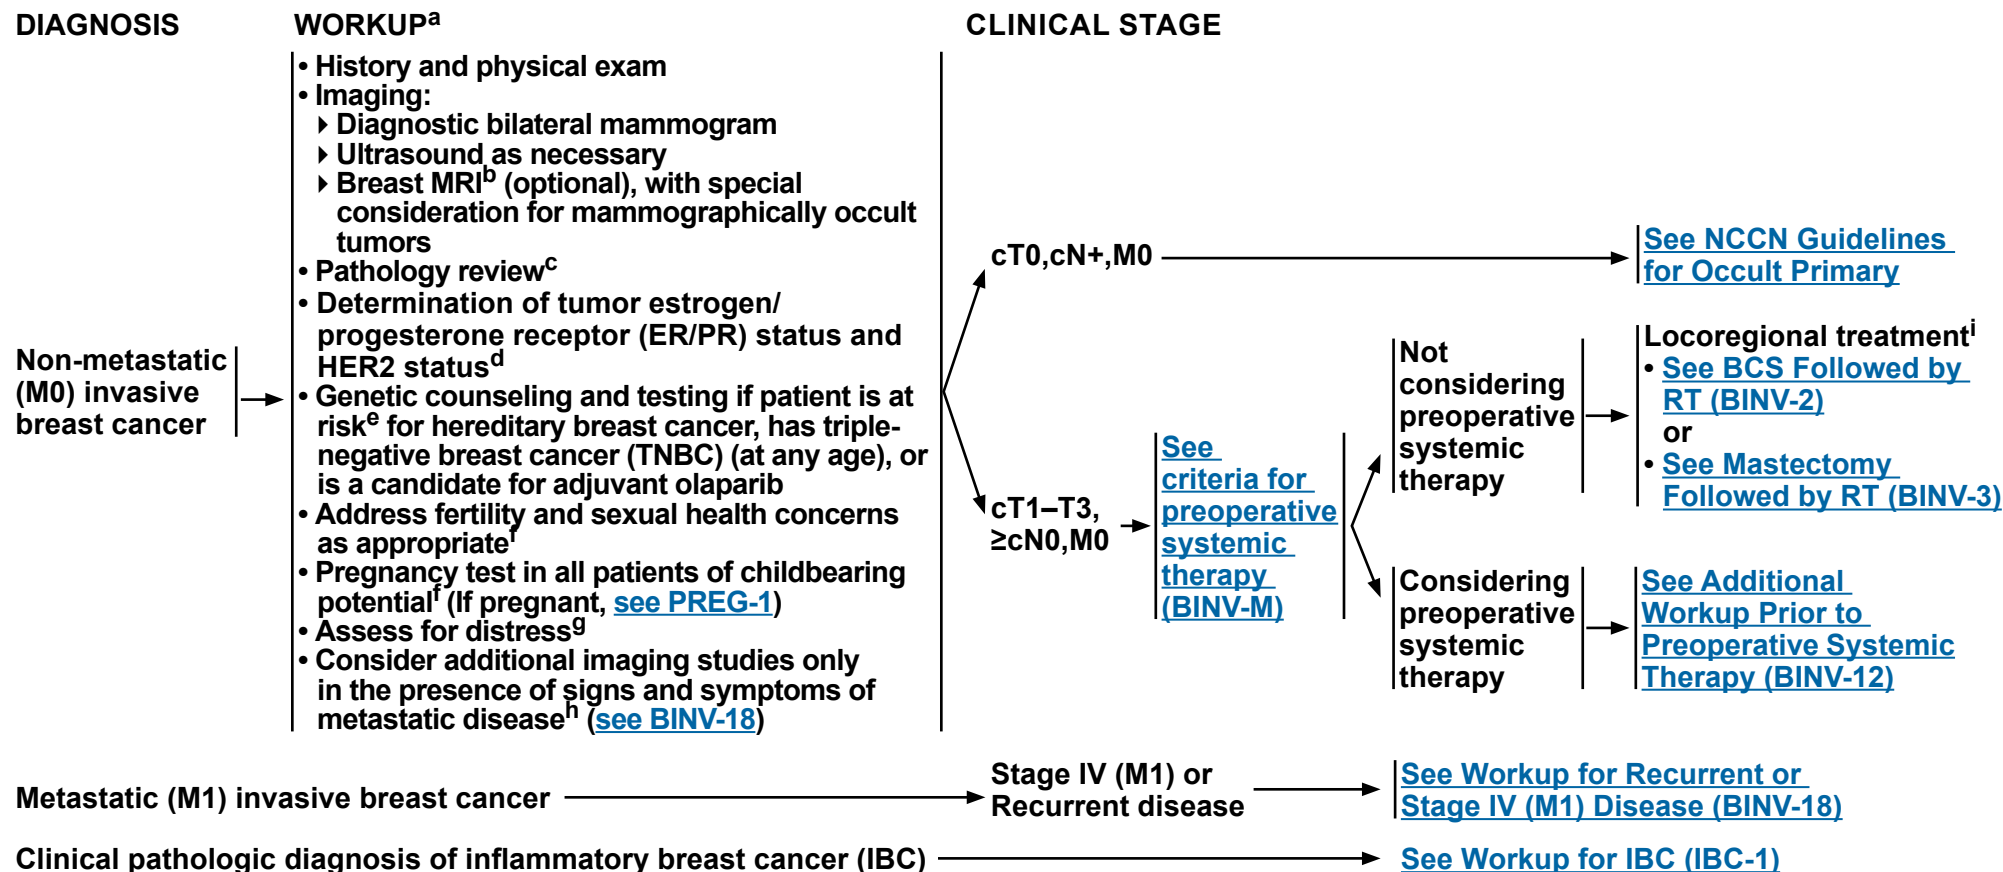 DIAGNOSIS
WORKUPa
CLINICAL STAGE
Non-metastatic
(M0) invasive
breast cancer
• History and physical exam
• Imaging:
▸ Diagnostic bilateral mammogram
▸ Ultrasound as necessary
▸ Breast MRIb (optional), with special
consideration for mammographically occult
tumors
• Pathology reviewc
• Determination of tumor estrogen/
progesterone receptor (ER/PR) status and
HER2 statusd
• Genetic counseling and testing if patient is at
riske for hereditary breast cancer, has triple-
negative breast cancer (TNBC) (at any age), or
is a candidate for adjuvant olaparib
• Address fertility and sexual health concerns
as appropriatef
• Pregnancy test in all patients of childbearing
potentialf (If pregnant, see PREG-1)
• Assess for distressg
• Consider additional imaging studies only
in the presence of signs and symptoms of
metastatic diseaseh (see BINV-18)
cT0,cN+,M0
See NCCN Guidelines
for Occult Primary
cT1–T3,
≥cN0,M0
See
criteria for
preoperative
systemic
therapy
(BINV-M)
Not
considering
preoperative
systemic
therapy
Locoregional treatmenti
• See BCS Followed by
RT (BINV-2)
or
• See Mastectomy
Followed by RT (BINV-3)
Considering
preoperative
systemic
therapy
See Additional
Workup Prior to
Preoperative Systemic
Therapy (BINV-12)
Metastatic (M1) invasive breast cancer
Stage IV (M1) or
Recurrent disease
See Workup for Recurrent or
Stage IV (M1) Disease (BINV-18)
Clinical pathologic diagnosis of inflammatory breast cancer (IBC)
See Workup for IBC (IBC-1)